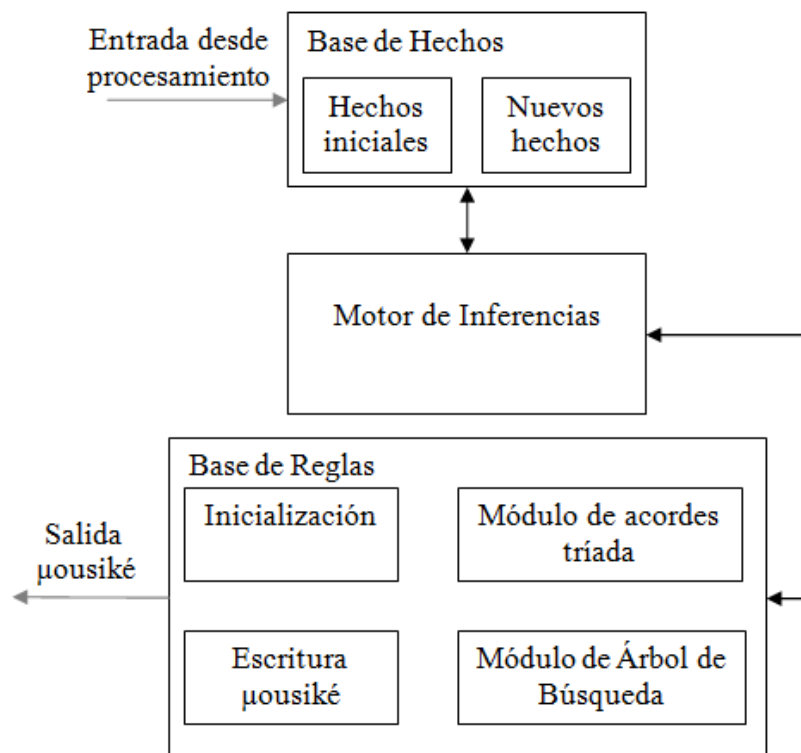 Entrada desde
procesamiento
Base de Hechos
Hechos
iniciales
Nuevos
hechos
Motor de Inferencias
Base de Reglas
Inicialización
Módulo de acordes
tríada
Salida
μousiké
Escritura
μousiké
Módulo de Árbol de
Búsqueda